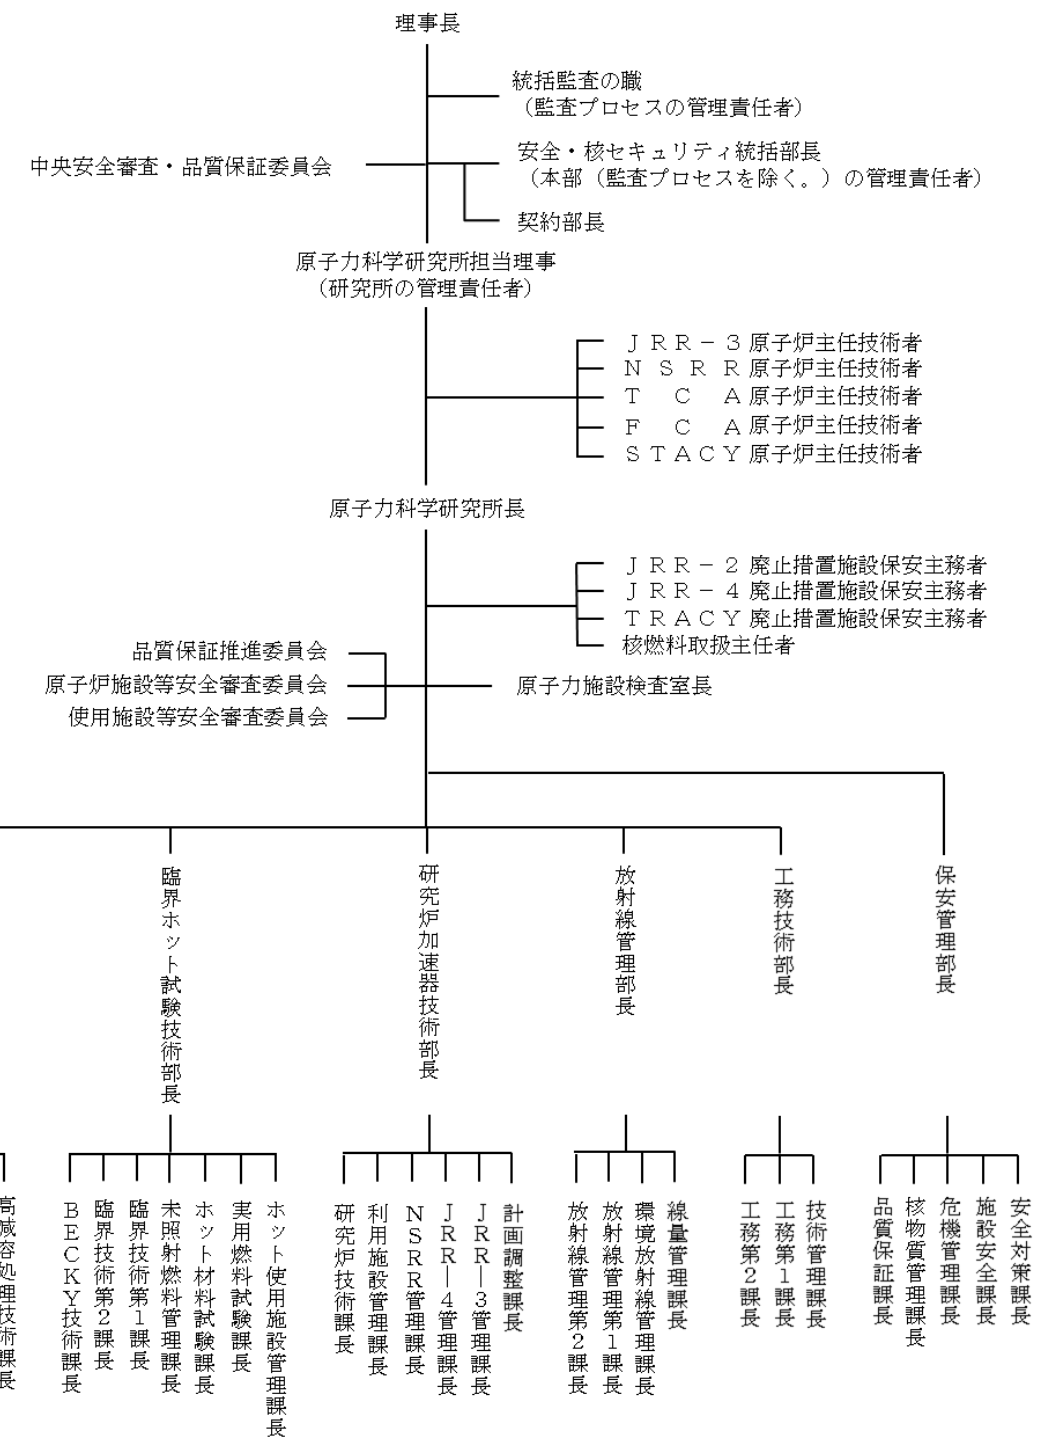 理事長
統括監査の職
（監査プロセスの管理責任者）
中央安全審査・品質保証委員会
安全・核セキュリティ統括部長
（本部（監査プロセスを除く。）の管理責任者）
契約部長
原子力科学研究所担当理事
（研究所の管理責任者）
ＪＲＲ－３原子炉主任技術者
ＮＳＲＲ原子炉主任技術者
Ｔ　Ｃ　Ａ原子炉主任技術者
Ｆ　Ｃ　Ａ原子炉主任技術者
ＳＴＡＣＹ原子炉主任技術者
原子力科学研究所長
ＪＲＲ－２廃止措置施設保安主務者
ＪＲＲ－４廃止措置施設保安主務者
ＴＲＡＣＹ廃止措置施設保安主務者
核燃料取扱主任者
品質保証推進委員会
原子炉施設等安全審査委員会
使用施設等安全審査委員会
原子力施設検査室長
保安管理部長
工務技術部長
放射線管理部長
研究炉加速器技術部長
臨界ホット試験技術部長
安全対策課長
施設安全課長
危機管理課長
核物質管理課長
品質保証課長
技術管理課長
工務第１課長
工務第２課長
線量管理課長
環境放射線管理課長
放射線管理第１課長
放射線管理第２課長
計画調整課長
ＪＲＲ－３管理課長
ＪＲＲ－４管理課長
ＮＳＲＲ管理課長
利用施設管理課長
研究炉技術課長
ホット使用施設管理課長
実用燃料試験課長
ホット材料試験課長
未照射燃料管理課長
臨界技術第１課長
臨界技術第２課長
ＢＥＣＫＹ技術課長
高減容処理技術課長